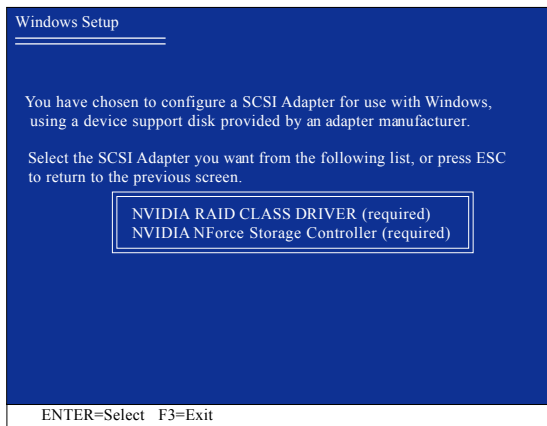 Windows Setup
You have chosen to configure a SCSI Adapter for use with Windows,
using a device support disk provided by an adapter manufacturer.
Select the SCSI Adapter you want from the following list, or press ESC
to return to the previous screen.
NVIDIA RAID CLASS DRIVER (required)
NVIDIA NForce Storage Controller (required)
ENTER=Select F3=Exit